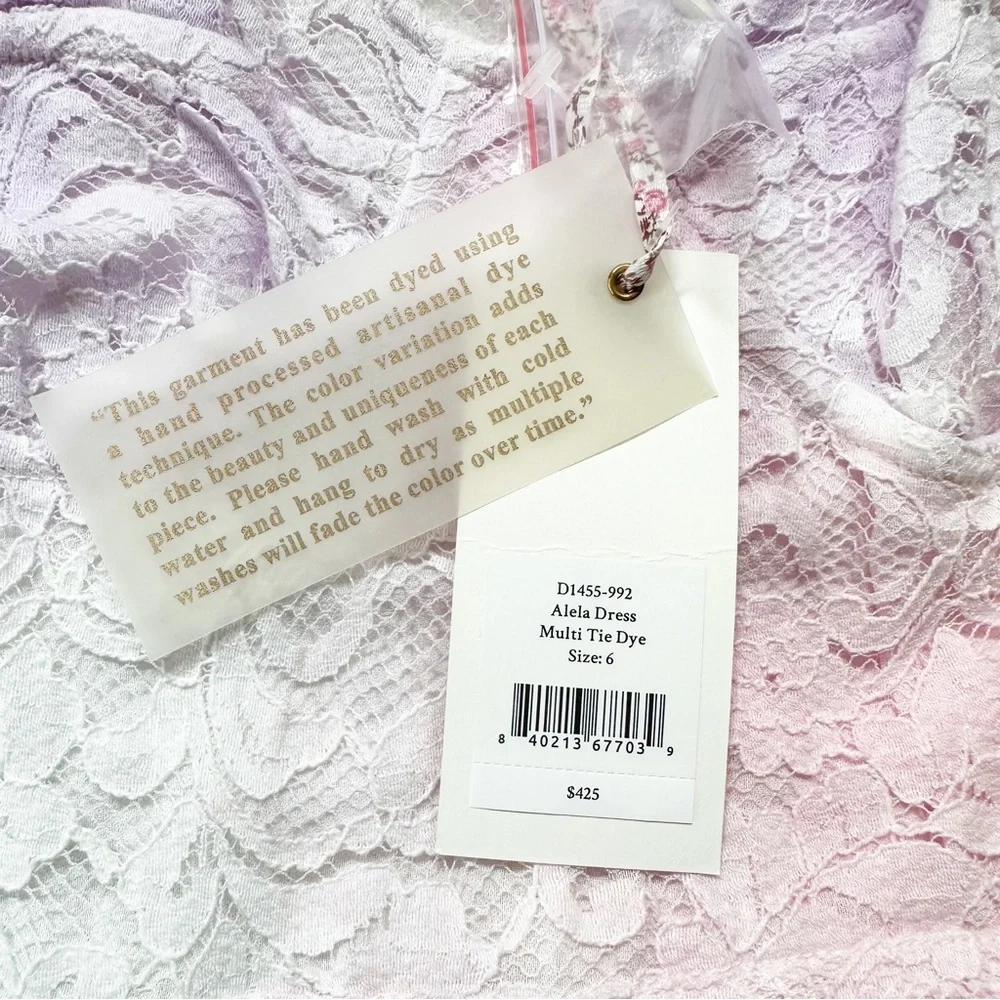 “This garment has been dyed using
a hand processed artisanal dye
technique. The color variation adds
to the beauty and uniqueness of each
piece. Please hand wash with cold
water and hang to dry as multiple
washes will fade the color over time.”
D1455-992
Alela Dress
Multi Tie Dye
Size: 6
8 40213 67703 9
$425